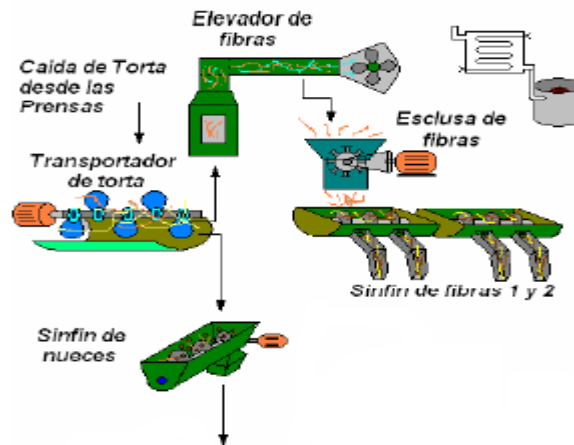 Elevador de
fibras
Caida de Torta
desde las
Prensas
Esclusa de
fibras
Transportador
de torta
Sinfin de fibras 1 y 2
Sinfin de
nueces